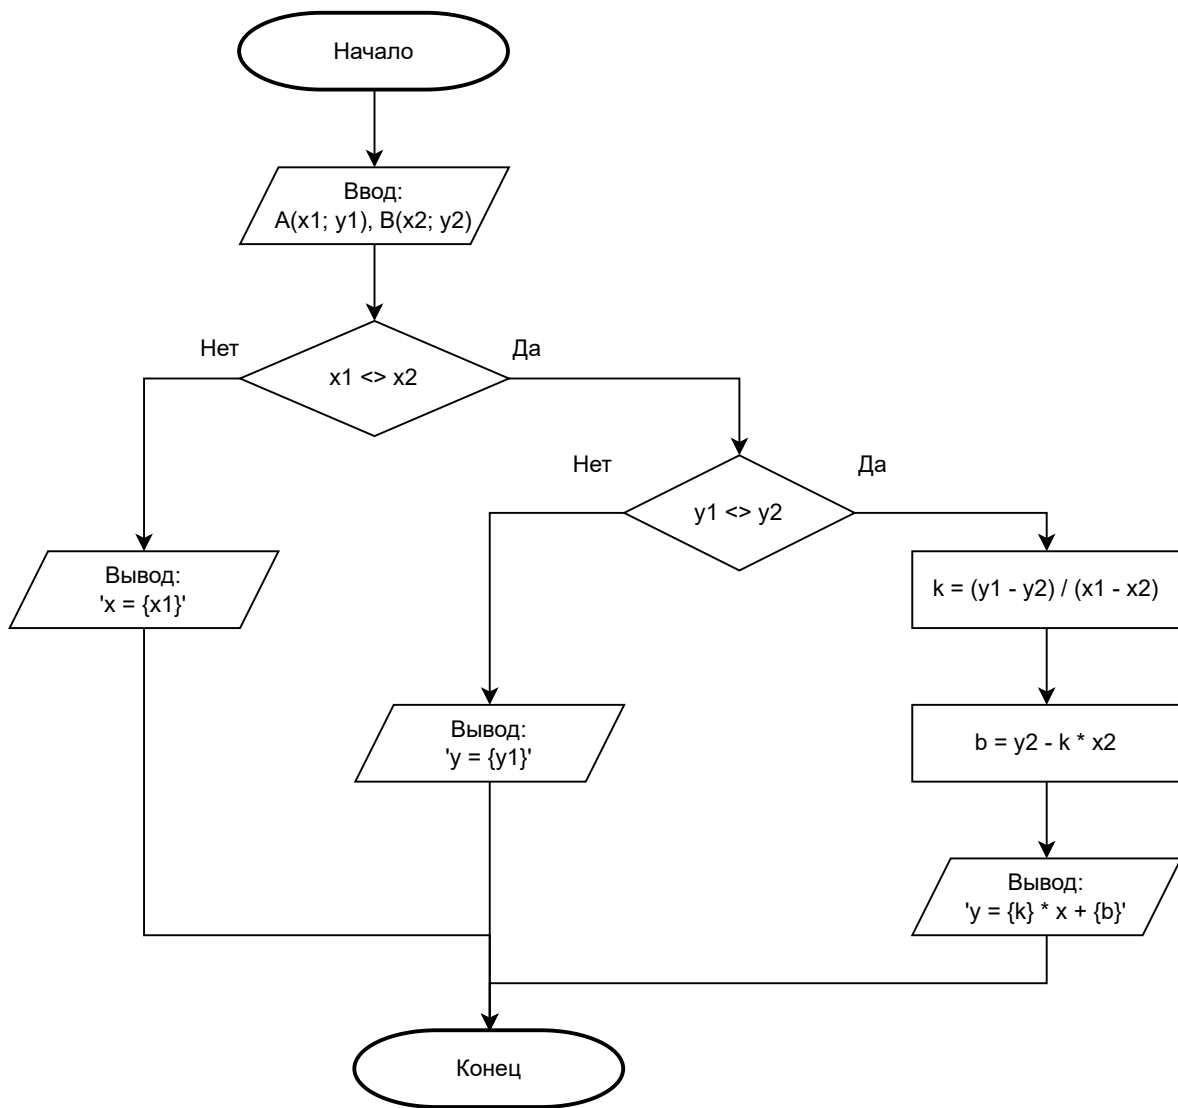 Начало
Ввод:
A(x1; y1), B(x2; y2)
Нет
Да
x1 <> x2
Нет
Да
y1 <> y2
Вывод:
'x = {x1}'
k = (y1 - y2) / (x1 - x2)
Вывод:
'y = {y1}'
b = y2 - k * x2
Вывод:
'y = {k} * x + {b}'
Конец